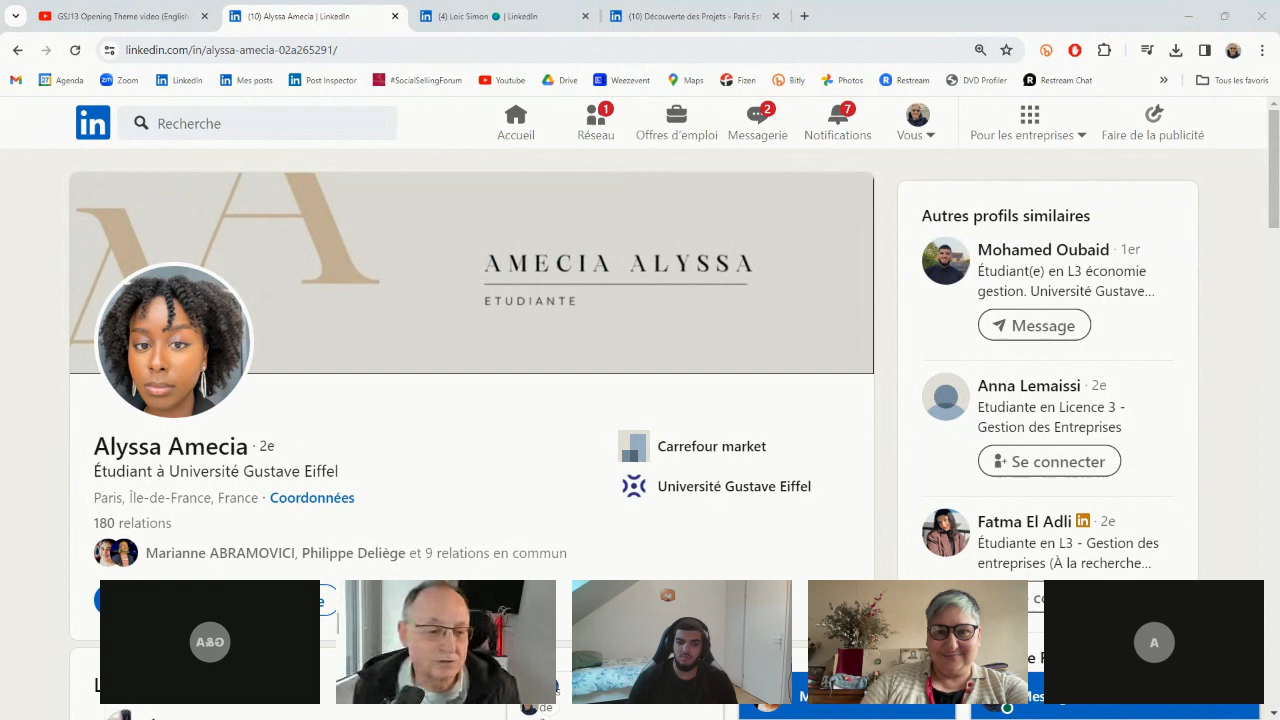 GSJ13 Opening Theme video (English
(10) Alyssa Amecia | LinkedIn
(4) Loic Simon | LinkedIn
(10) Découverte des Projets - Paris Es
linkedin.com/in/alyssa-amecia-02a265291/
Agenda
Zoom
LinkedIn
Mes posts
Post Inspector
#SocialSellingForum
Youtube
Drive
Weezevent
Maps
Fizen
Bitly
Photos
Restream
DVD Profiler
Restream Chat
Tous les favoris
in
Recherche
Accueil
1
Réseau
Offres d'emploi
2
Messagerie
7
Notifications
Vous
Pour les entreprises
Faire de la publicité
AMECIA ALYSSA
ETUDIANTE
Alyssa Amecia · 2e
Étudiant à Université Gustave Eiffel
Paris, Île-de-France, France · Coordonnées
180 relations
Marianne ABRAMOVICI, Philippe Deliège et 9 relations en commun
Carrefour market
Université Gustave Eiffel
Autres profils similaires
Mohamed Oubaid · 1er
Étudiant(e) en L3 économie
gestion. Université Gustave...
Message
Anna Lemaissi · 2e
Etudiante en Licence 3 -
Gestion des Entreprises
Se connecter
Fatma El Adli in · 2e
Étudiante en L3 - Gestion des
entreprises (À la recherche...
A